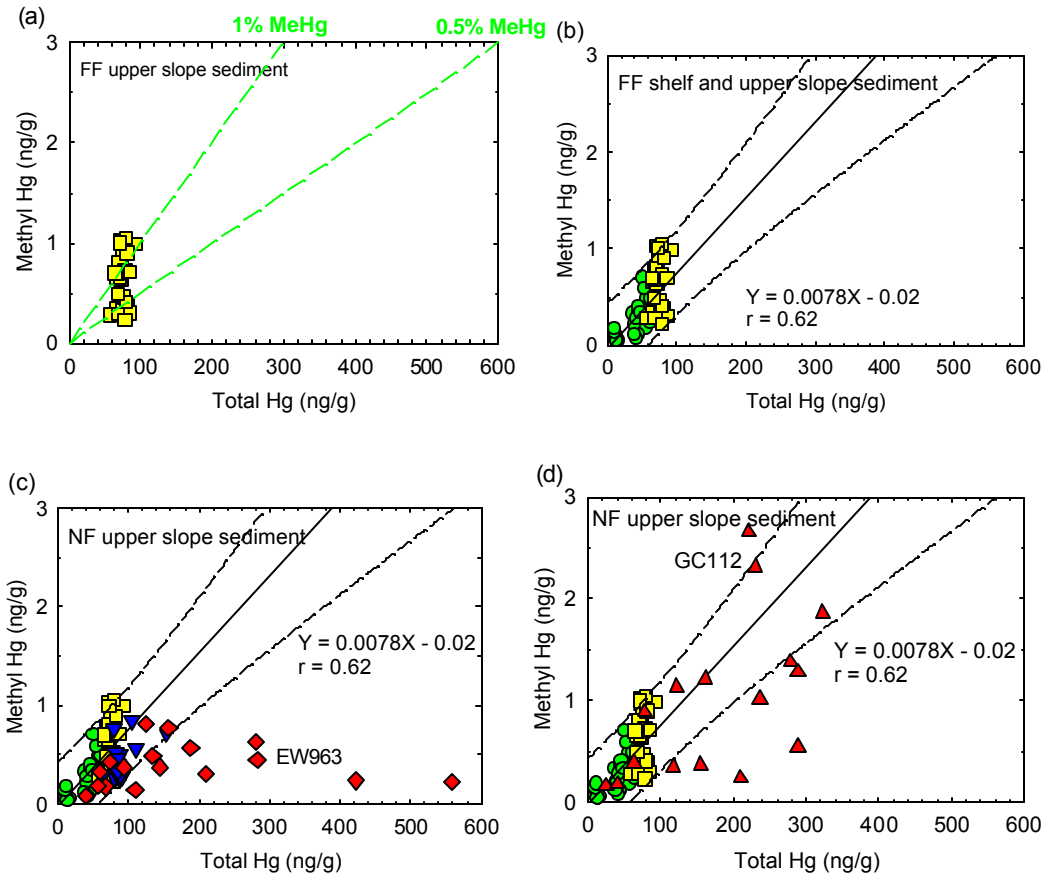 (a)
1% MeHg
0.5% MeHg
FF upper slope sediment
3
2
1
0
0 100 200 300 400 500 600
Methyl Hg (ng/g)
Total Hg (ng/g)
(b)
FF shelf and upper slope sediment
3
2
1
0
0 100 200 300 400 500 600
Methyl Hg (ng/g)
Total Hg (ng/g)
Y = 0.0078X - 0.02
r = 0.62
(c)
NF upper slope sediment
3
2
1
0
0 100 200 300 400 500 600
Methyl Hg (ng/g)
Total Hg (ng/g)
Y = 0.0078X - 0.02
r = 0.62
EW963
(d)
NF upper slope sediment
3
2
1
0
0 100 200 300 400 500 600
Methyl Hg (ng/g)
Total Hg (ng/g)
GC112
Y = 0.0078X - 0.02
r = 0.62